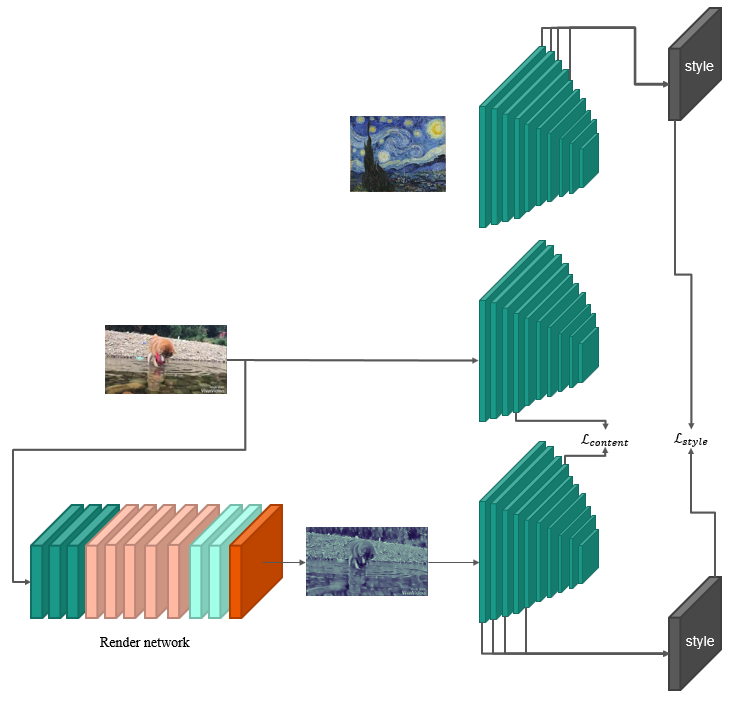 style
ℒcontent
ℒstyle
Render network
style